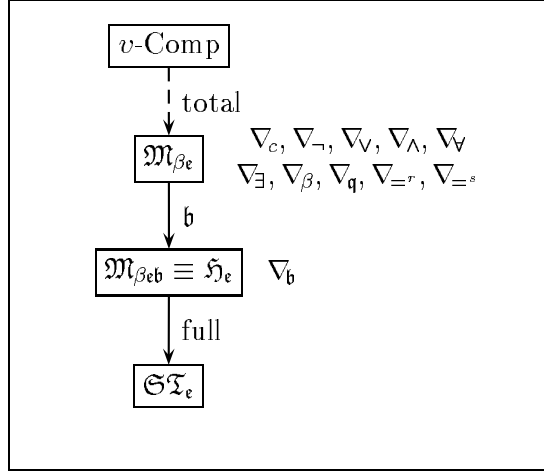 v-Comp
total
𝔐_{β𝔢}
∇_c, ∇_¬, ∇_∨, ∇_∧, ∇_∀
∇_∃, ∇_β, ∇_𝔮, ∇_{=^r}, ∇_{=^s}
𝔟
𝔐_{β𝔢𝔟} ≡ ℌ_𝔢
∇_𝔟
full
𝔖𝔗_𝔢